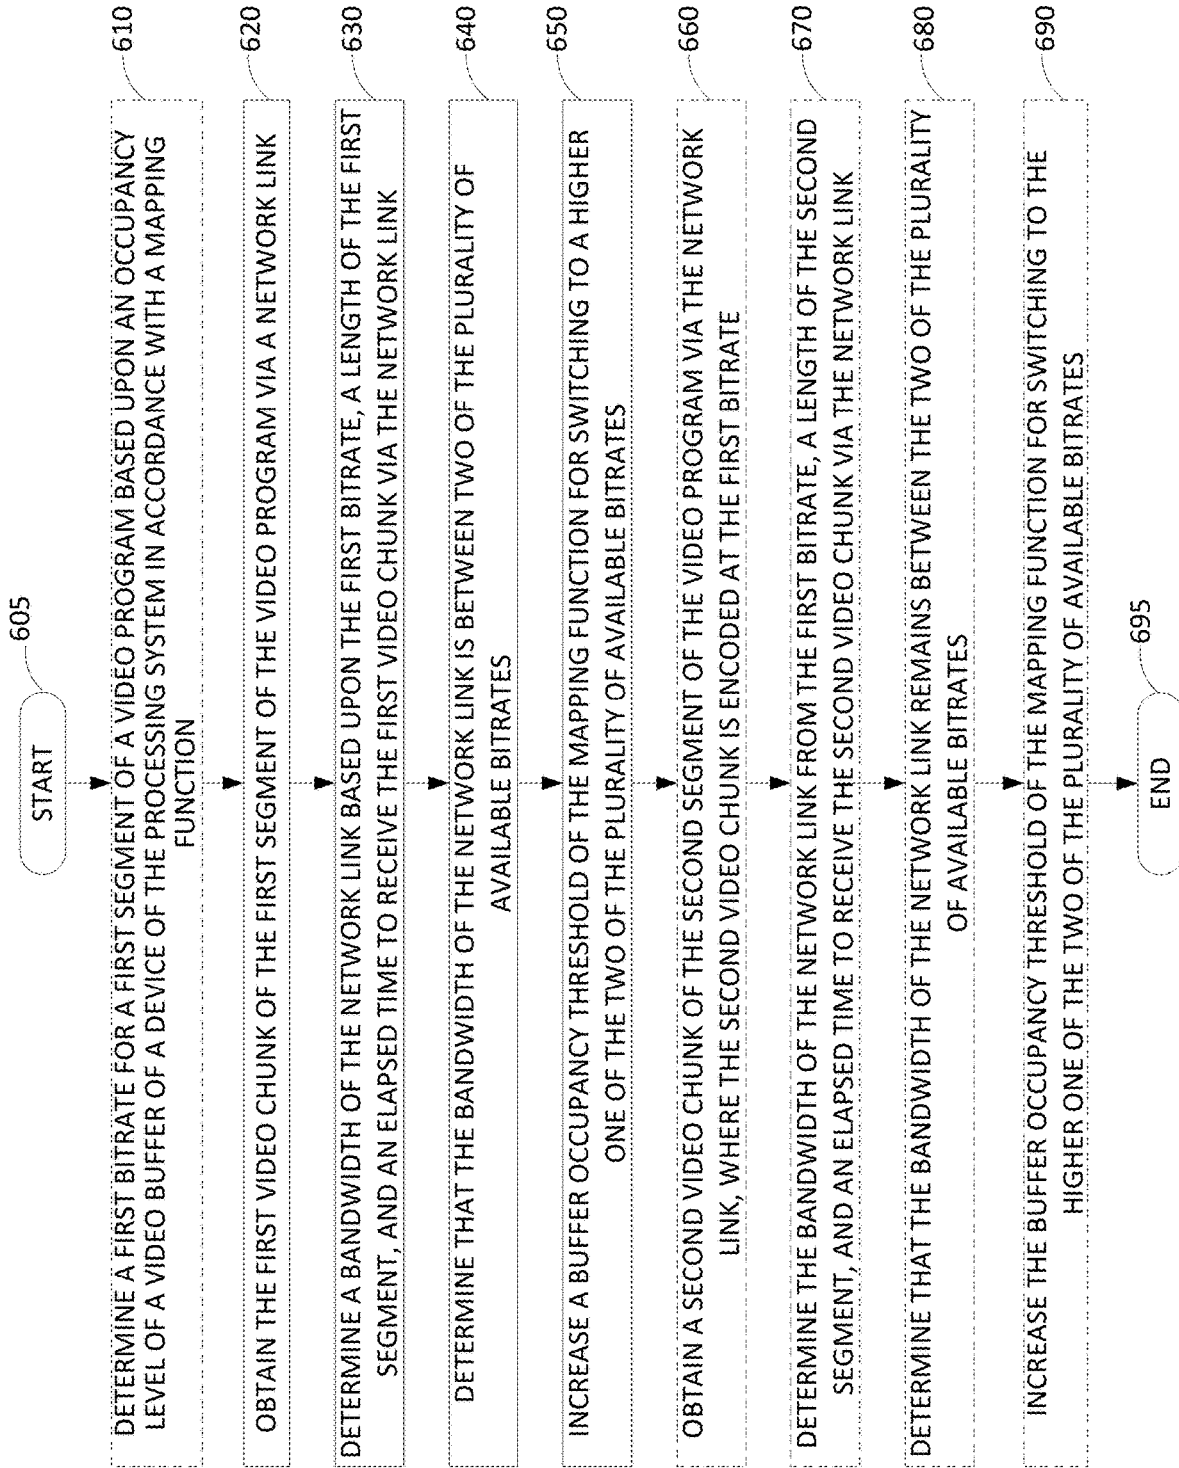 605
START
610
DETERMINE A FIRST BITRATE FOR A FIRST SEGMENT OF A VIDEO PROGRAM BASED UPON AN OCCUPANCY
LEVEL OF A VIDEO BUFFER OF A DEVICE OF THE PROCESSING SYSTEM IN ACCORDANCE WITH A MAPPING
FUNCTION
620
OBTAIN THE FIRST VIDEO CHUNK OF THE FIRST SEGMENT OF THE VIDEO PROGRAM VIA A NETWORK LINK
630
DETERMINE A BANDWIDTH OF THE NETWORK LINK BASED UPON THE FIRST BITRATE, A LENGTH OF THE FIRST
SEGMENT, AND AN ELAPSED TIME TO RECEIVE THE FIRST VIDEO CHUNK VIA THE NETWORK LINK
640
DETERMINE THAT THE BANDWIDTH OF THE NETWORK LINK IS BETWEEN TWO OF THE PLURALITY OF
AVAILABLE BITRATES
650
INCREASE A BUFFER OCCUPANCY THRESHOLD OF THE MAPPING FUNCTION FOR SWITCHING TO A HIGHER
ONE OF THE TWO OF THE PLURALITY OF AVAILABLE BITRATES
660
OBTAIN A SECOND VIDEO CHUNK OF THE SECOND SEGMENT OF THE VIDEO PROGRAM VIA THE NETWORK
LINK, WHERE THE SECOND VIDEO CHUNK IS ENCODED AT THE FIRST BITRATE
670
DETERMINE THE BANDWIDTH OF THE NETWORK LINK FROM THE FIRST BITRATE, A LENGTH OF THE SECOND
SEGMENT, AND AN ELAPSED TIME TO RECEIVE THE SECOND VIDEO CHUNK VIA THE NETWORK LINK
680
DETERMINE THAT THE BANDWIDTH OF THE NETWORK LINK REMAINS BETWEEN THE TWO OF THE PLURALITY
OF AVAILABLE BITRATES
690
INCREASE THE BUFFER OCCUPANCY THRESHOLD OF THE MAPPING FUNCTION FOR SWITCHING TO THE
HIGHER ONE OF THE TWO OF THE PLURALITY OF AVAILABLE BITRATES
695
END